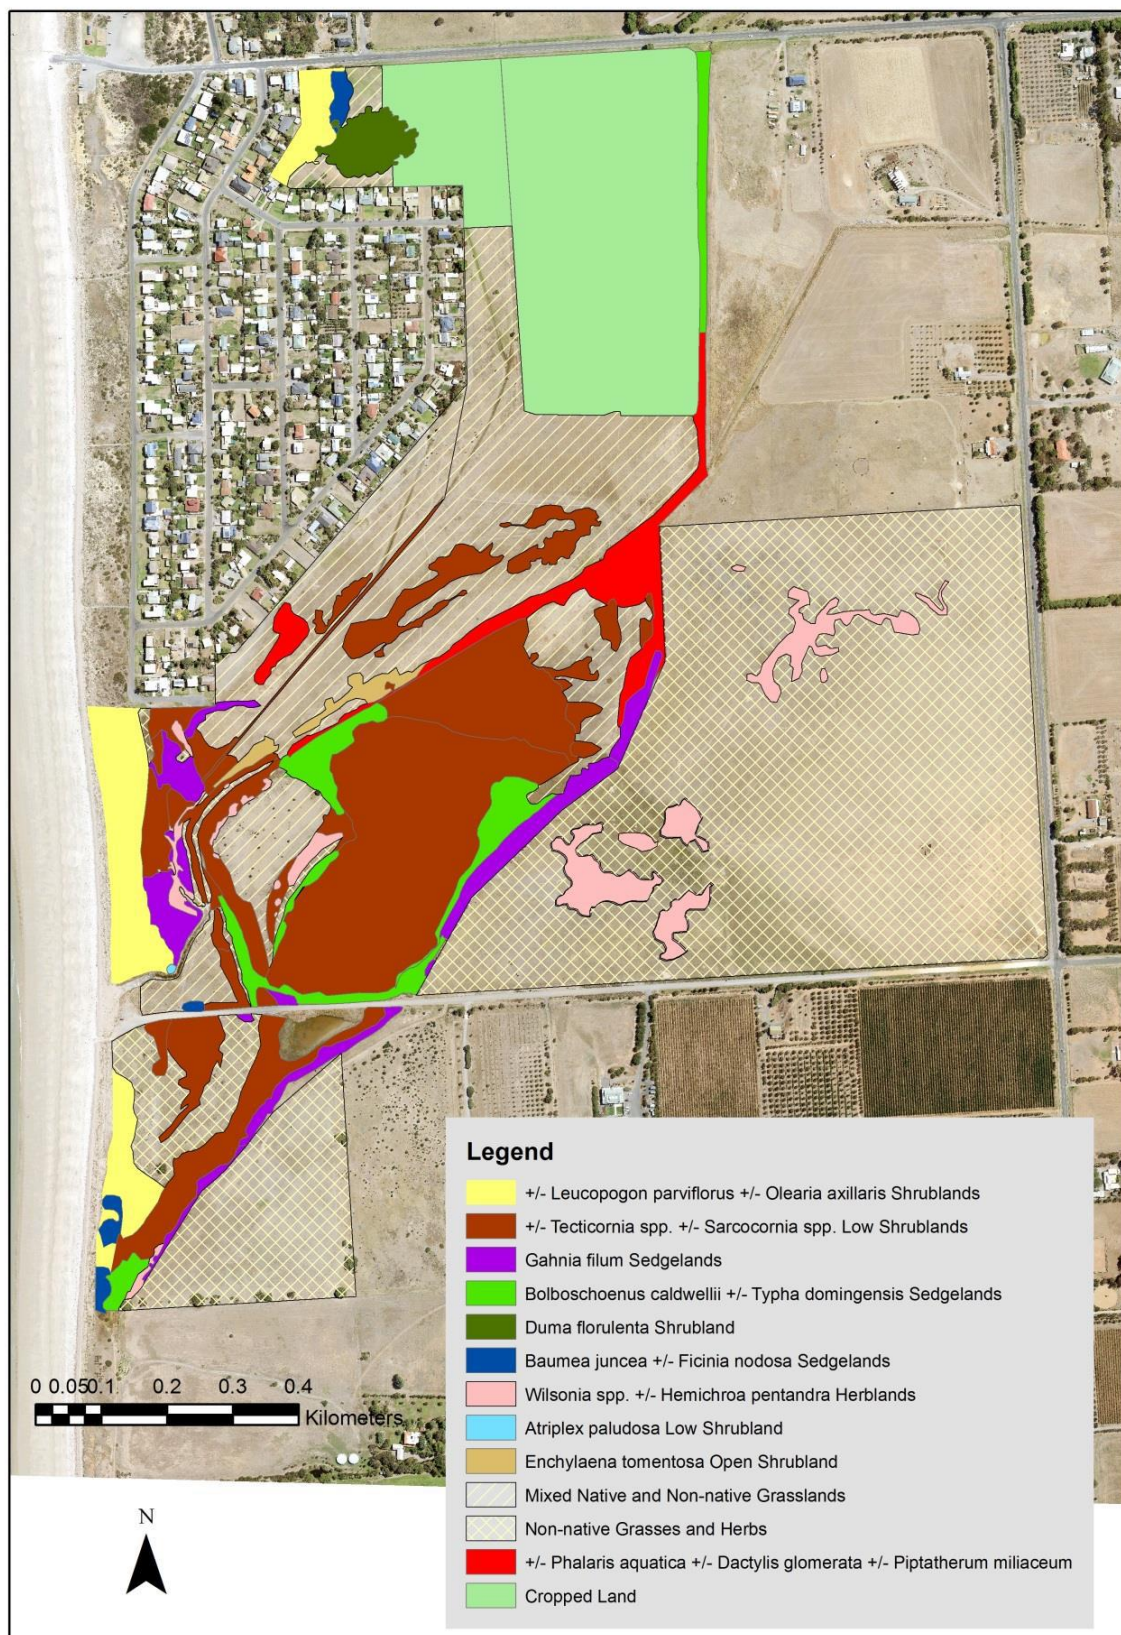 Legend
+/- Leucopogon parviflorus +/- Olearia axillaris Shrublands
+/- Tecticornia spp. +/- Sarcocornia spp. Low Shrublands
Gahnia filum Sedgelands
Bolboschoenus caldwellii +/- Typha domingensis Sedgelands
Duma florulenta Shrubland
Baumea juncea +/- Ficinia nodosa Sedgelands
Wilsonia spp. +/- Hemichroa pentandra Herblands
Atriplex paludosa Low Shrubland
Enchylaena tomentosa Open Shrubland
Mixed Native and Non-native Grasslands
Non-native Grasses and Herbs
+/- Phalaris aquatica +/- Dactylis glomerata +/- Piptatherum miliaceum
Cropped Land
0 0.050.1 0.2 0.3 0.4
Kilometers
N